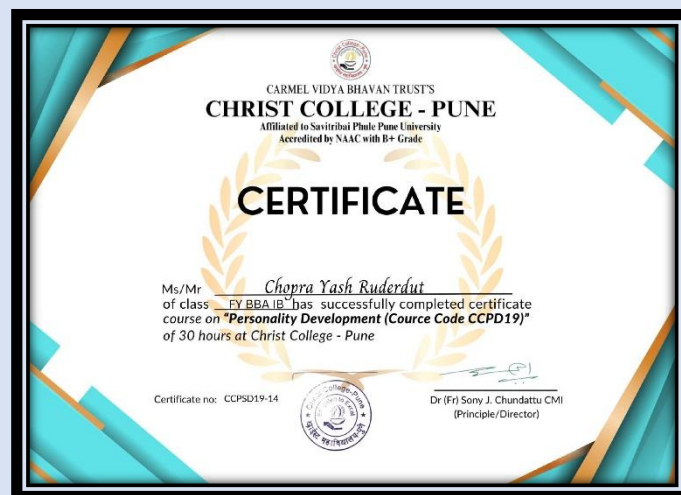 CARMEL VIDYA BHAVAN TRUST'S
CHRIST COLLEGE - PUNE
Affiliated to Savitribai Phule Pune University
Accredited by NAAC with B+ Grade
CERTIFICATE
Ms/Mr Chopra Yash Ruderdut
of class FY BBA IB has successfully completed certificate
course on "Personality Development (Cource Code CCPD19)"
of 30 hours at Christ College - Pune
Certificate no: CCPSD19-14
Dr (Fr) Sony J. Chundattu CMI
(Principle/Director)